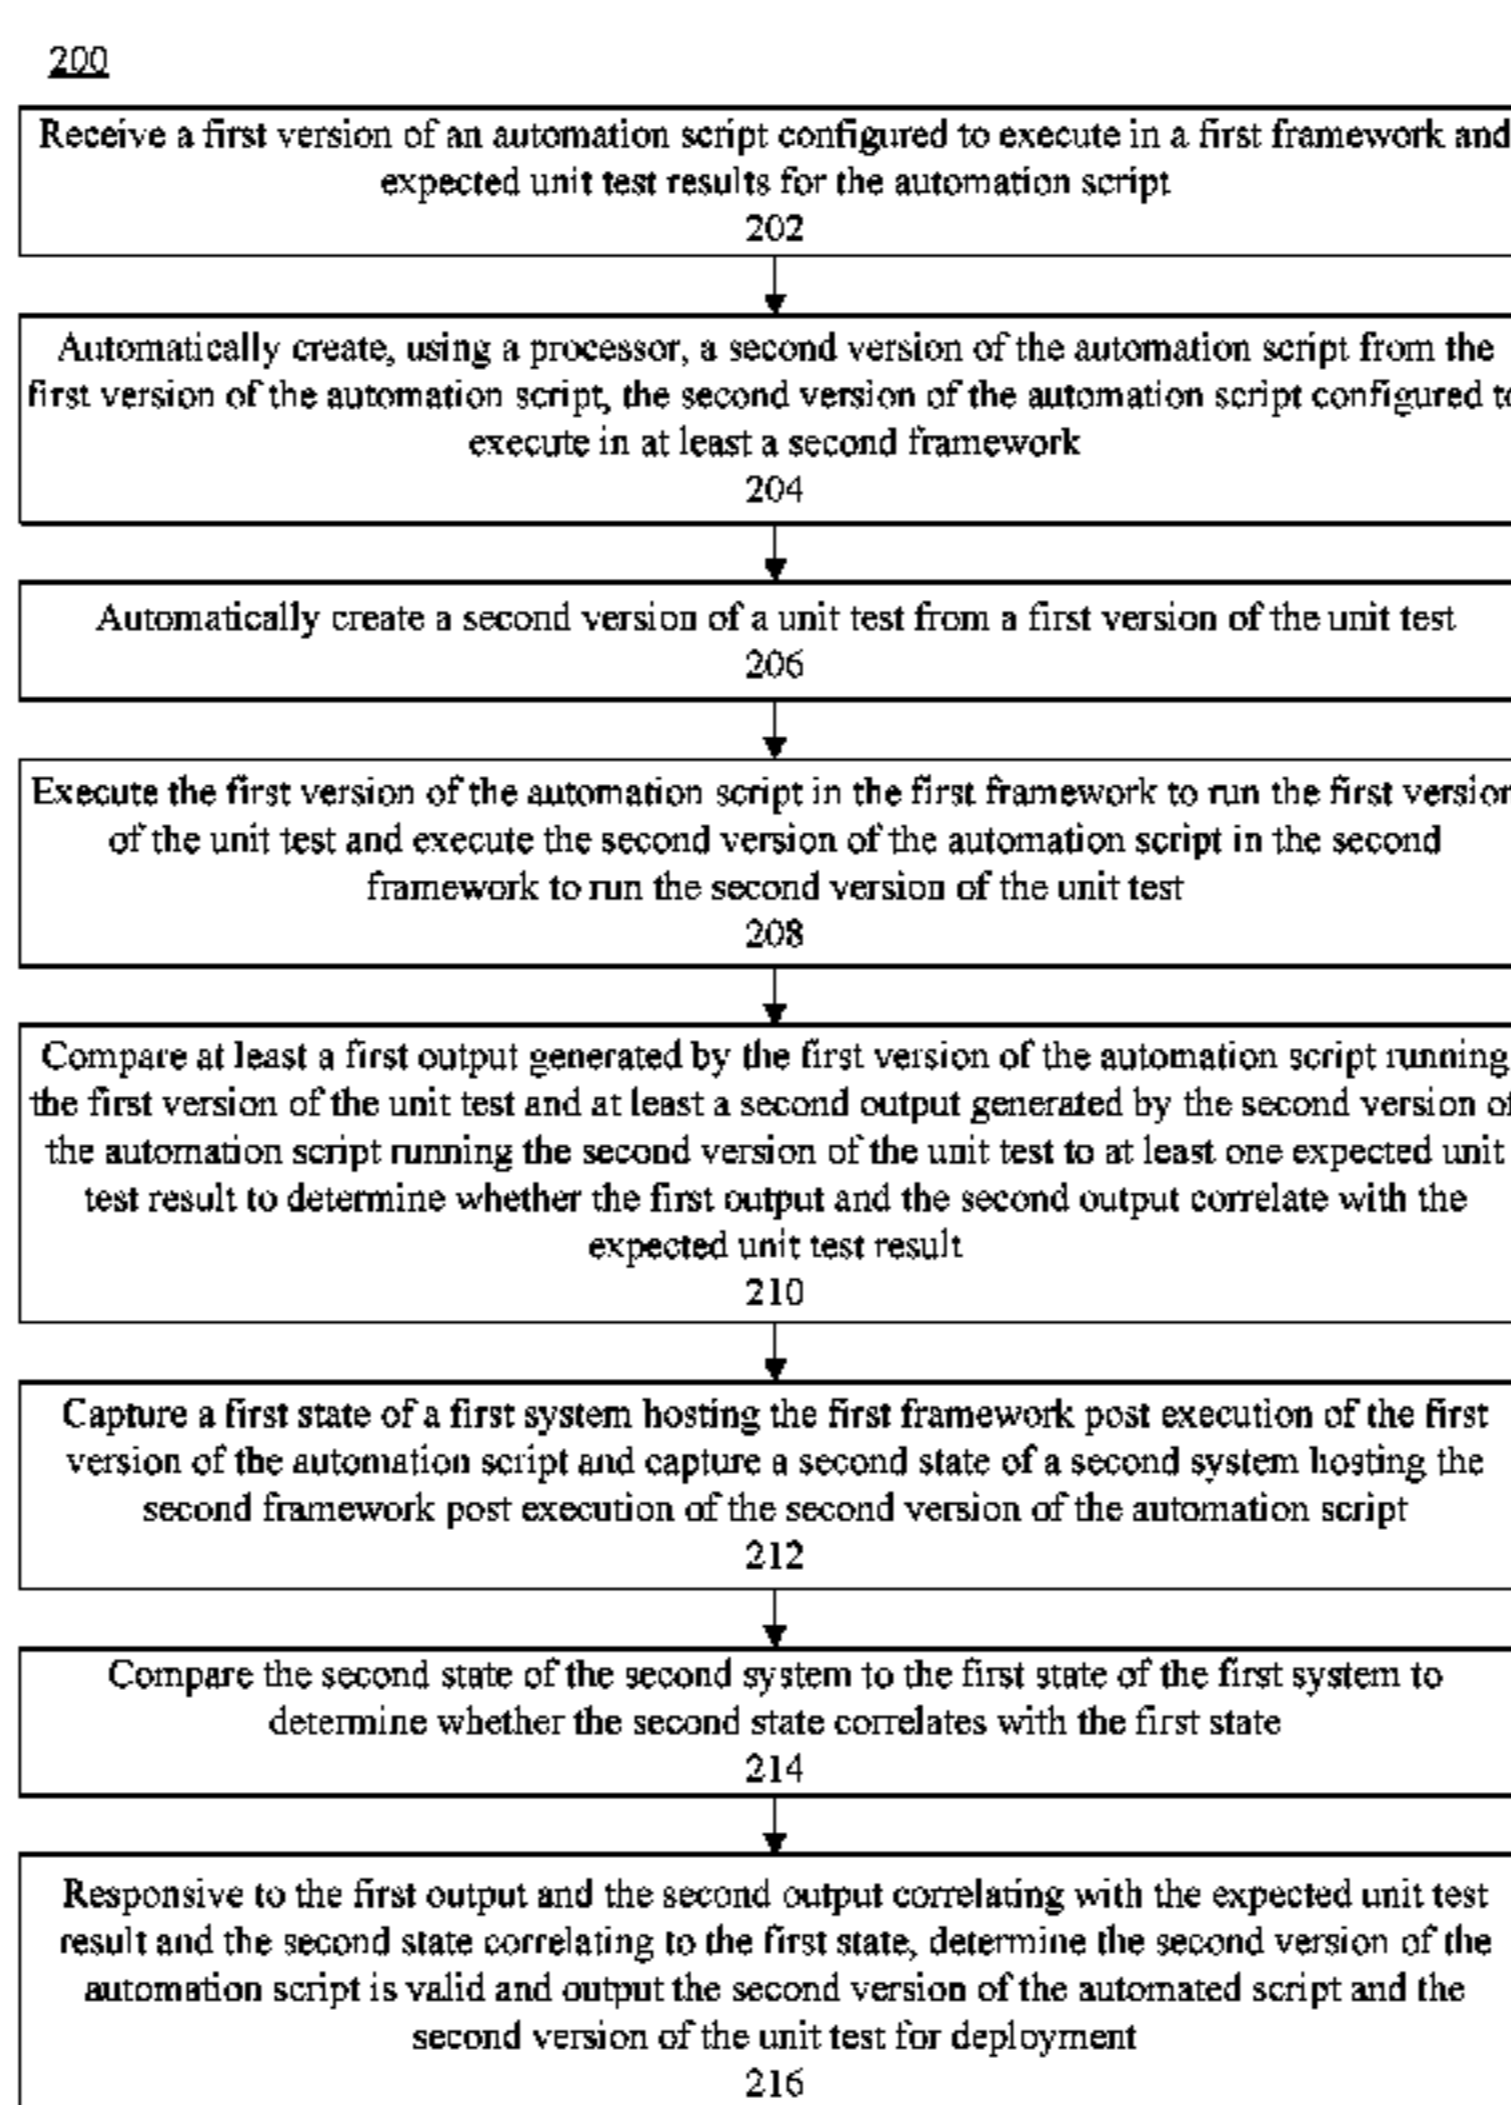 200
Receive a first version of an automation script configured to execute in a first framework and
expected unit test results for the automation script
202
Automatically create, using a processor, a second version of the automation script from the
first version of the automation script, the second version of the automation script configured to
execute in at least a second framework
204
Automatically create a second version of a unit test from a first version of the unit test
206
Execute the first version of the automation script in the first framework to run the first version
of the unit test and execute the second version of the automation script in the second
framework to run the second version of the unit test
208
Compare at least a first output generated by the first version of the automation script running
the first version of the unit test and at least a second output generated by the second version of
the automation script running the second version of the unit test to at least one expected unit
test result to determine whether the first output and the second output correlate with the
expected unit test result
210
Capture a first state of a first system hosting the first framework post execution of the first
version of the automation script and capture a second state of a second system hosting the
second framework post execution of the second version of the automation script
212
Compare the second state of the second system to the first state of the first system to
determine whether the second state correlates with the first state
214
Responsive to the first output and the second output correlating with the expected unit test
result and the second state correlating to the first state, determine the second version of the
automation script is valid and output the second version of the automated script and the
second version of the unit test for deployment
216